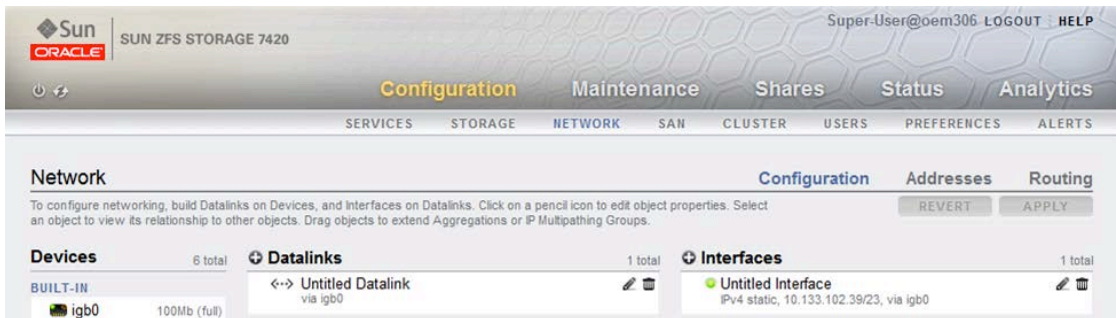 Super-User@oem306 LOGOUT HELP
Sun
ORACLE
SUN ZFS STORAGE 7420
Configuration Maintenance Shares Status Analytics
SERVICES STORAGE NETWORK SAN CLUSTER USERS PREFERENCES ALERTS
Network Configuration Addresses Routing
To configure networking, build Datalinks on Devices, and Interfaces on Datalinks. Click on a pencil icon to edit object properties. Select
an object to view its relationship to other objects. Drag objects to extend Aggregations or IP Multipathing Groups.
REVERT APPLY
Devices 6 total Datalinks 1 total Interfaces 1 total
BUILT-IN
Untitled Datalink
via igb0
Untitled Interface
IPv4 static, 10.133.102.39/23, via igb0
igb0 100Mb (full)